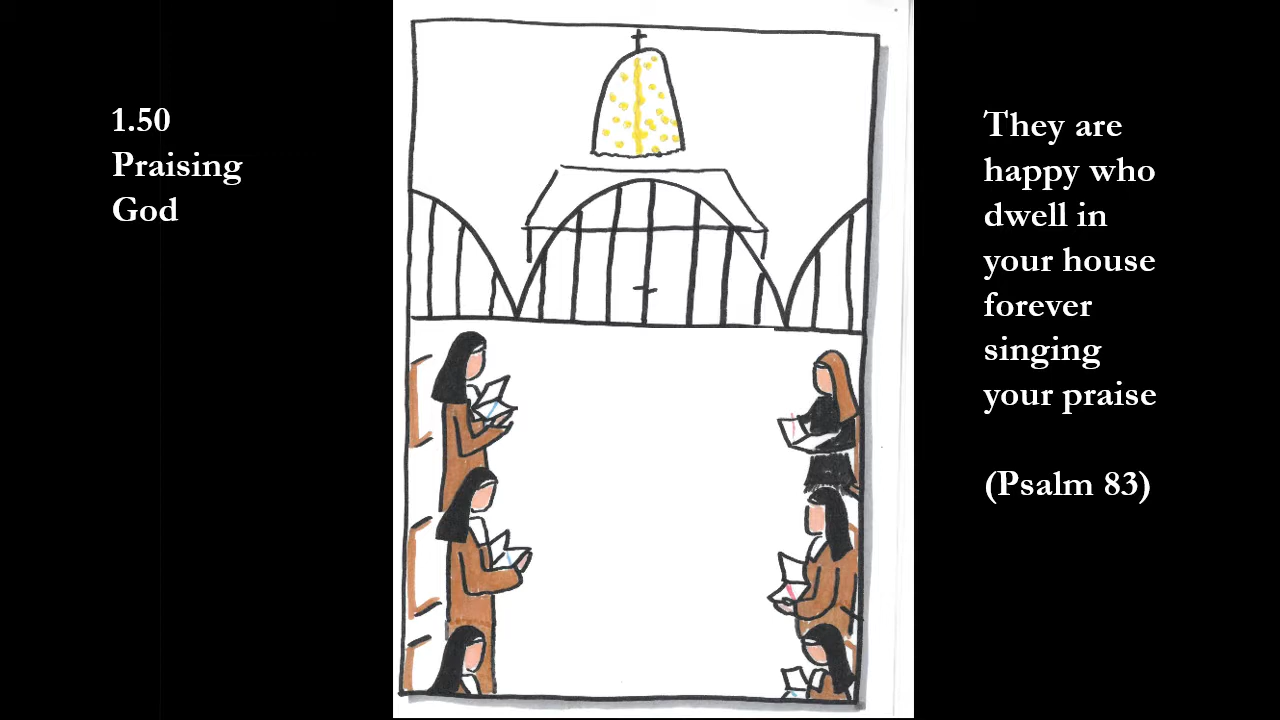 1.50
Praising
God
They are
happy who
dwell in
your house
forever
singing
your praise
(Psalm 83)